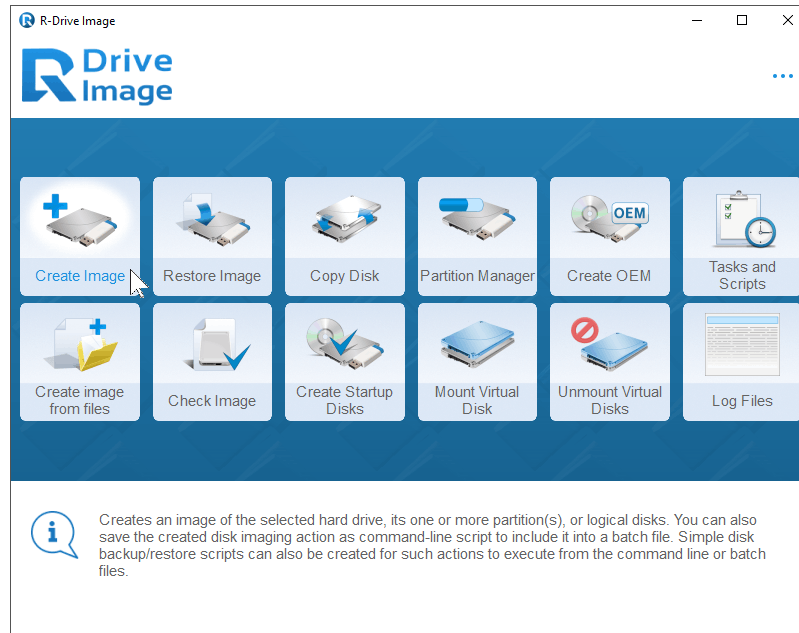 R-Drive Image
Drive
Image
OEM
Create Image
Restore Image
Copy Disk
Partition Manager
Create OEM
Tasks and
Scripts
Create image
from files
Check Image
Create Startup
Disks
Mount Virtual
Disk
Unmount Virtual
Disks
Log Files
Creates an image of the selected hard drive, its one or more partition(s), or logical disks. You can also
save the created disk imaging action as command-line script to include it into a batch file. Simple disk
backup/restore scripts can also be created for such actions to execute from the command line or batch
files.